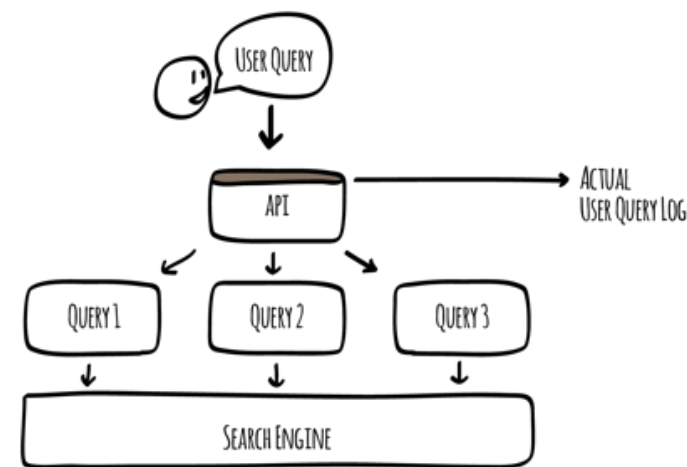 User Query
API
Actual
User Query Log
Query 1
Query 2
Query 3
Search Engine